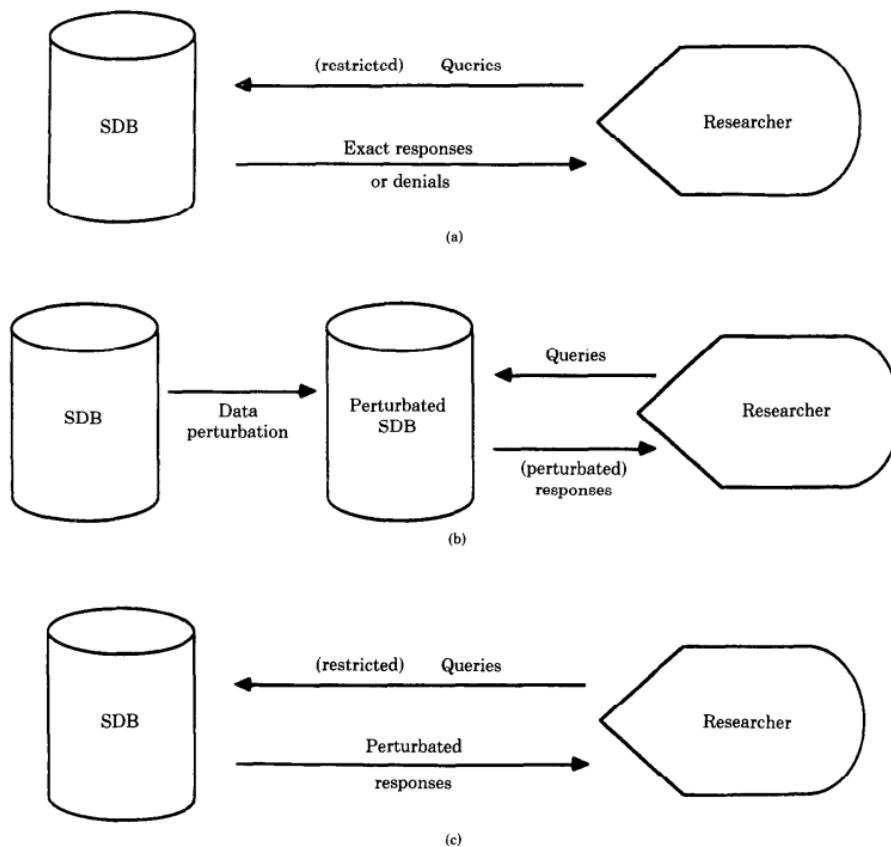 (restricted) Queries
SDB
Researcher
Exact responses
or denials
(a)
Queries
SDB
Data
perturbation
Perturbated
SDB
Researcher
(perturbated)
responses
(b)
(restricted) Queries
SDB
Researcher
Perturbated
responses
(c)